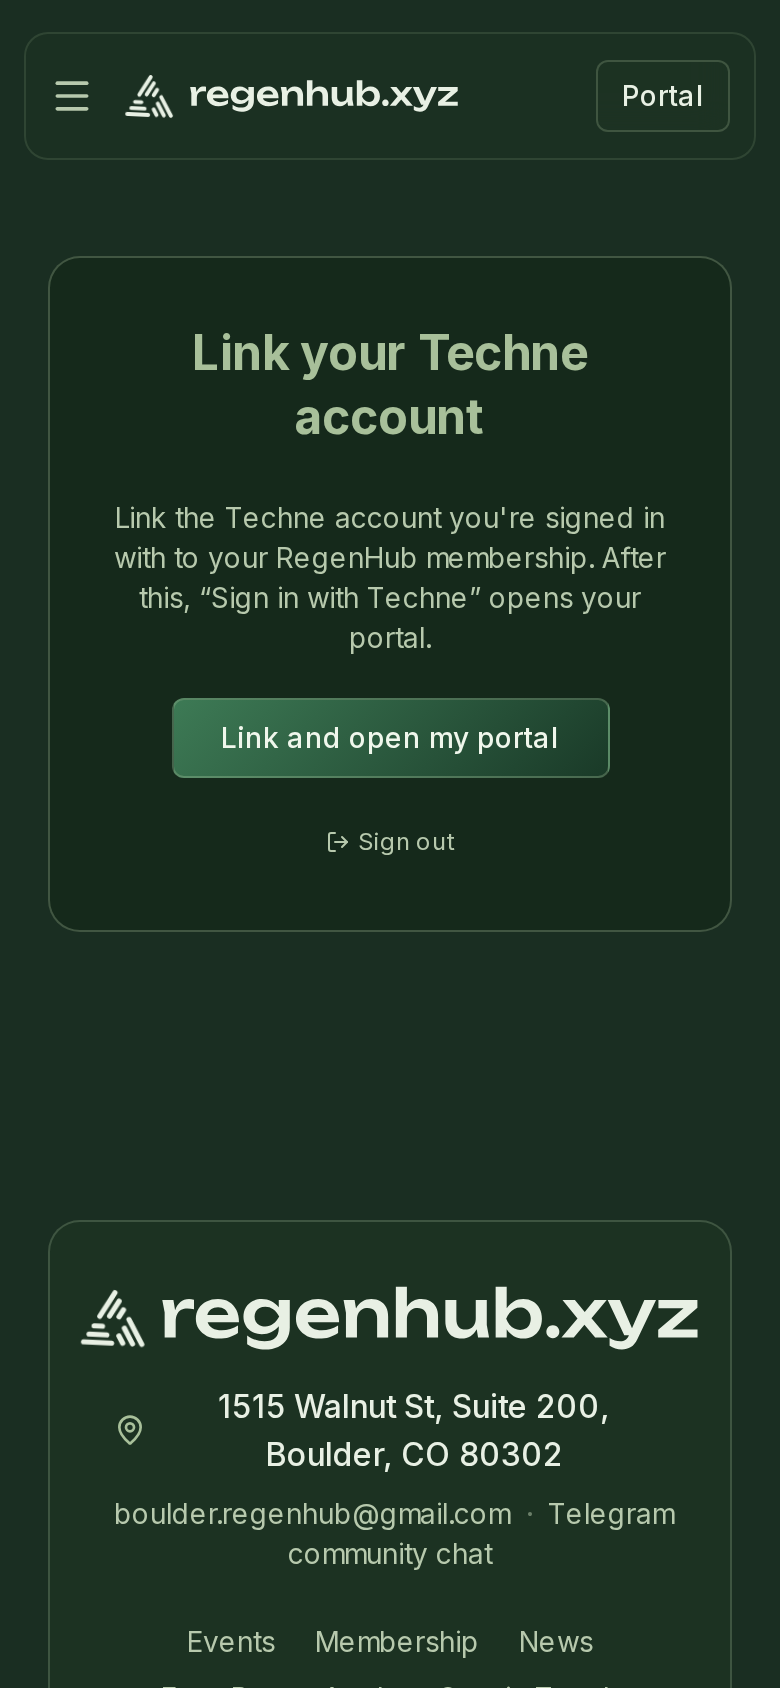 regenhub.xyz
Portal
Link your Techne
account
Link the Techne account you're signed in
with to your RegenHub membership. After
this, “Sign in with Techne” opens your
portal.
Link and open my portal
Sign out
regenhub.xyz
1515 Walnut St, Suite 200,
Boulder, CO 80302
boulder.regenhub@gmail.com · Telegram
community chat
Events Membership News